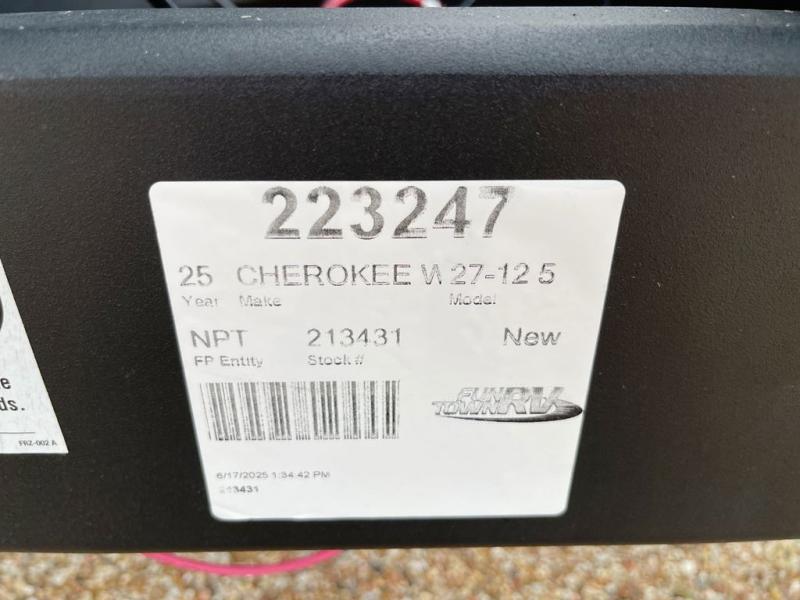 223247
25 CHEROKEE W 27-12 5
Year Make Model
NPT 213431 New
FP Entity Stock #
FUN TOWN RV
6/17/2025 1:34:42 PM
213431
e
ds.
FRZ-002 A